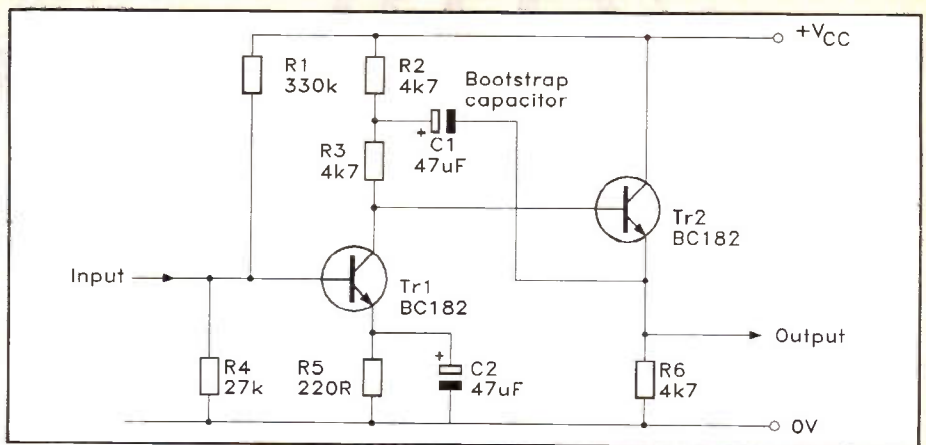 +VCC
R1
330k
R2
4k7
Bootstrap
capacitor
+
C1
47uF
R3
4k7
Tr2
BC182
Input
Tr1
BC182
Output
R4
27k
R5
220R
+
C2
47uF
R6
4k7
0V